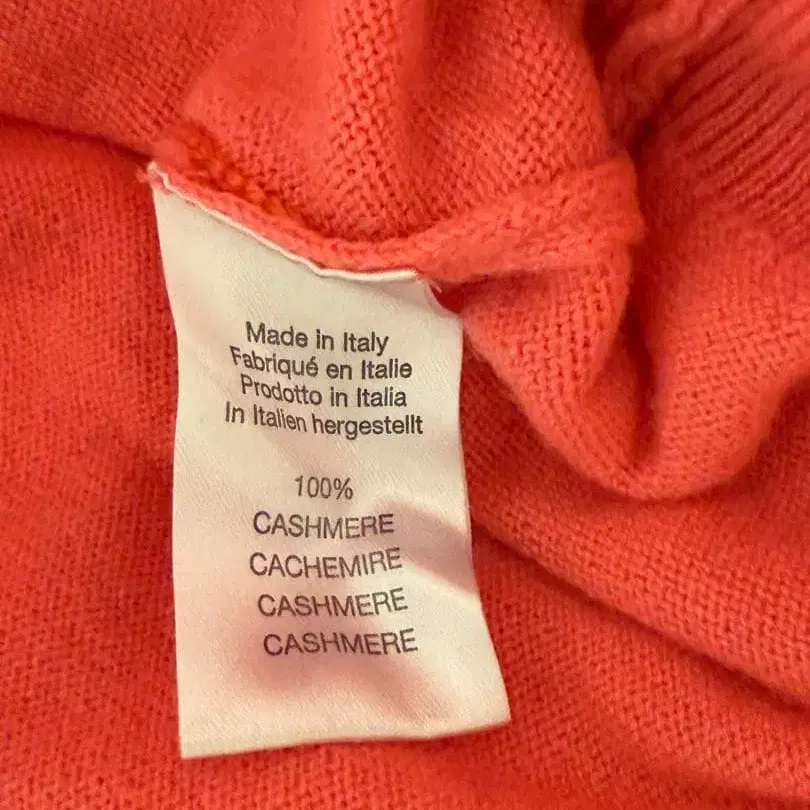 Made in Italy
Fabriqué en Italie
Prodotto in Italia
In Italien hergestellt
100%
CASHMERE
CACHEMIRE
CASHMERE
CASHMERE